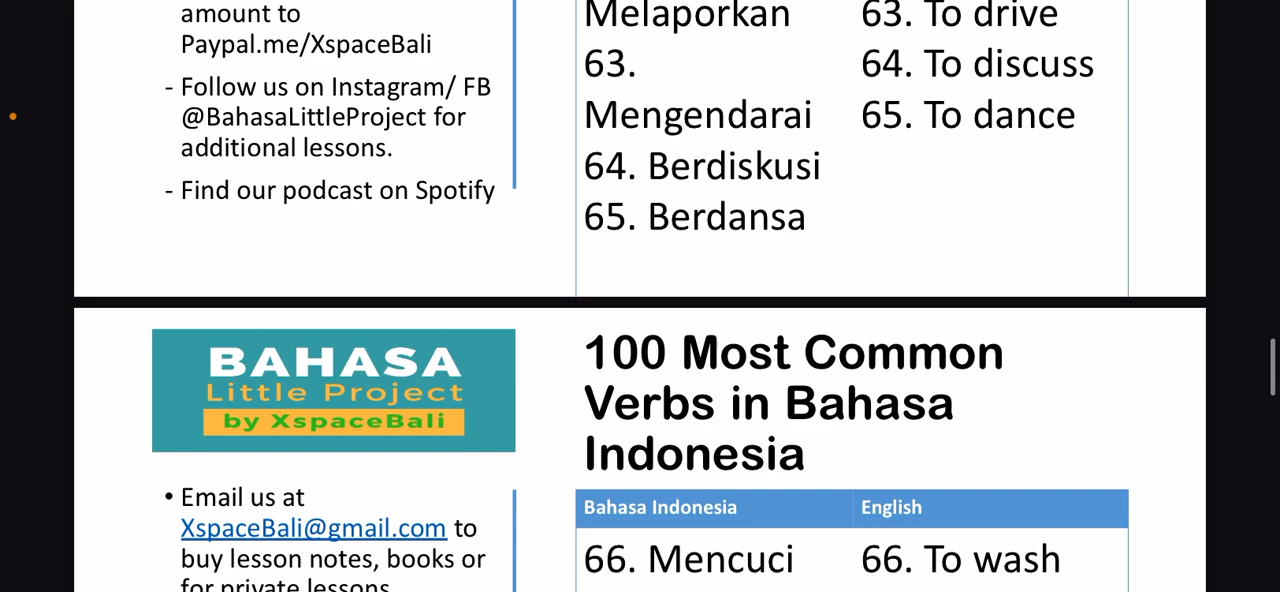 amount to
Paypal.me/XspaceBali
- Follow us on Instagram/ FB
@BahasaLittleProject for
additional lessons.
- Find our podcast on Spotify
Melaporkan
63.
Mengendarai
64. Berdiskusi
65. Berdansa
63. To drive
64. To discuss
65. To dance
BAHASA
Little Project
by XspaceBali
• Email us at
XspaceBali@gmail.com to
buy lesson notes, books or
for private lessons
100 Most Common
Verbs in Bahasa
Indonesia
Bahasa Indonesia
English
66. Mencuci
66. To wash